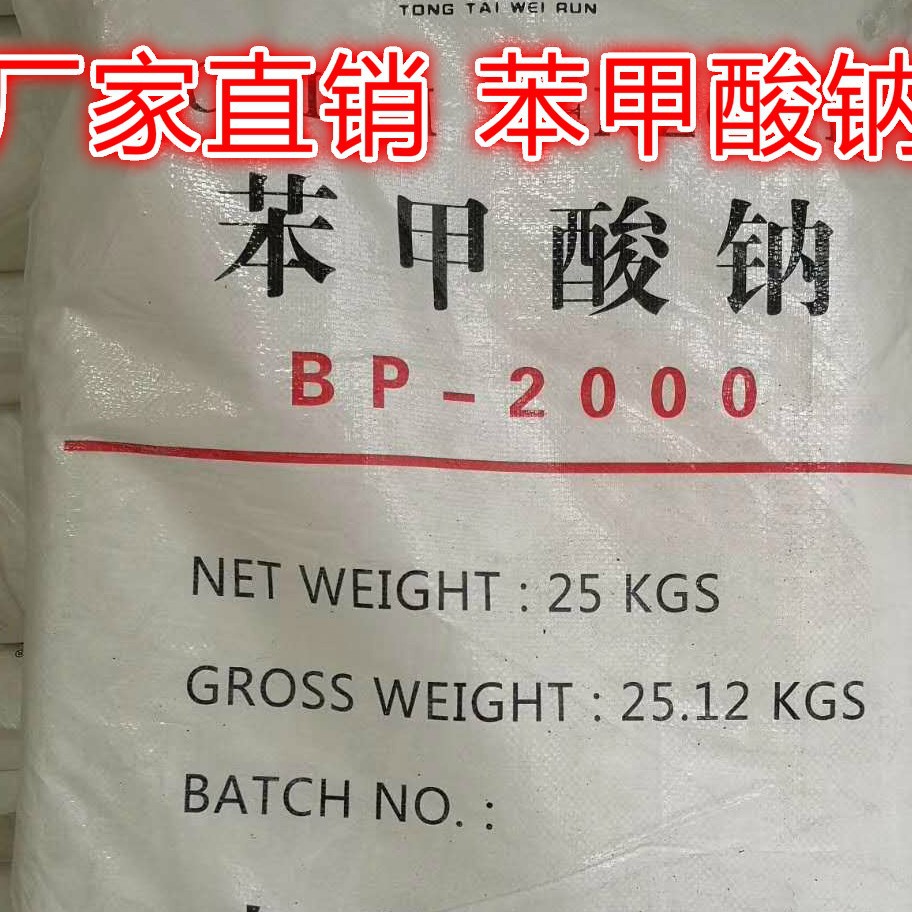 TONG TAI WEI RUN
厂家直销 苯甲酸钠
苯甲酸钠
BP-2000
NET WEIGHT : 25 KGS
GROSS WEIGHT : 25.12 KGS
BATCH NO. :